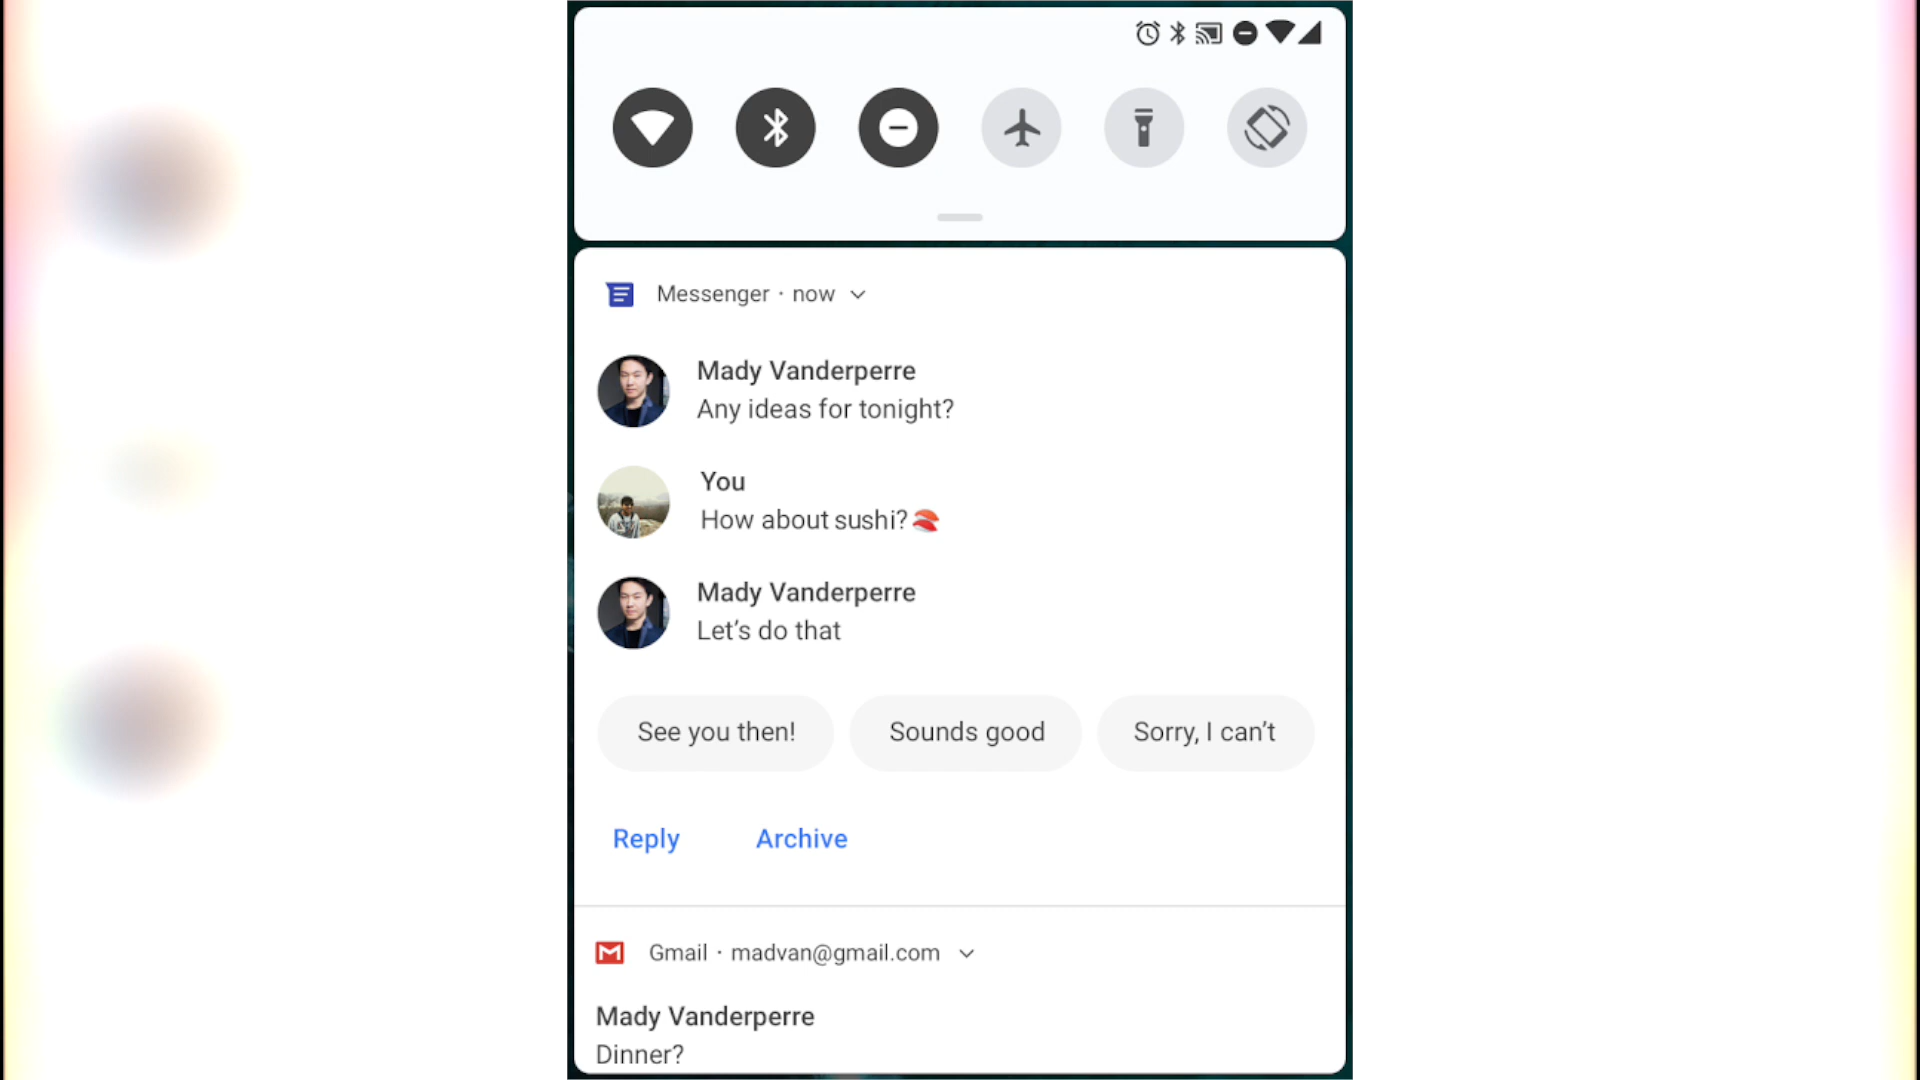 Messenger · now
Mady Vanderperre
Any ideas for tonight?
You
How about sushi?🍣
Mady Vanderperre
Let’s do that
See you then! Sounds good Sorry, I can’t
Reply Archive
Gmail · madvan@gmail.com
Mady Vanderperre
Dinner?